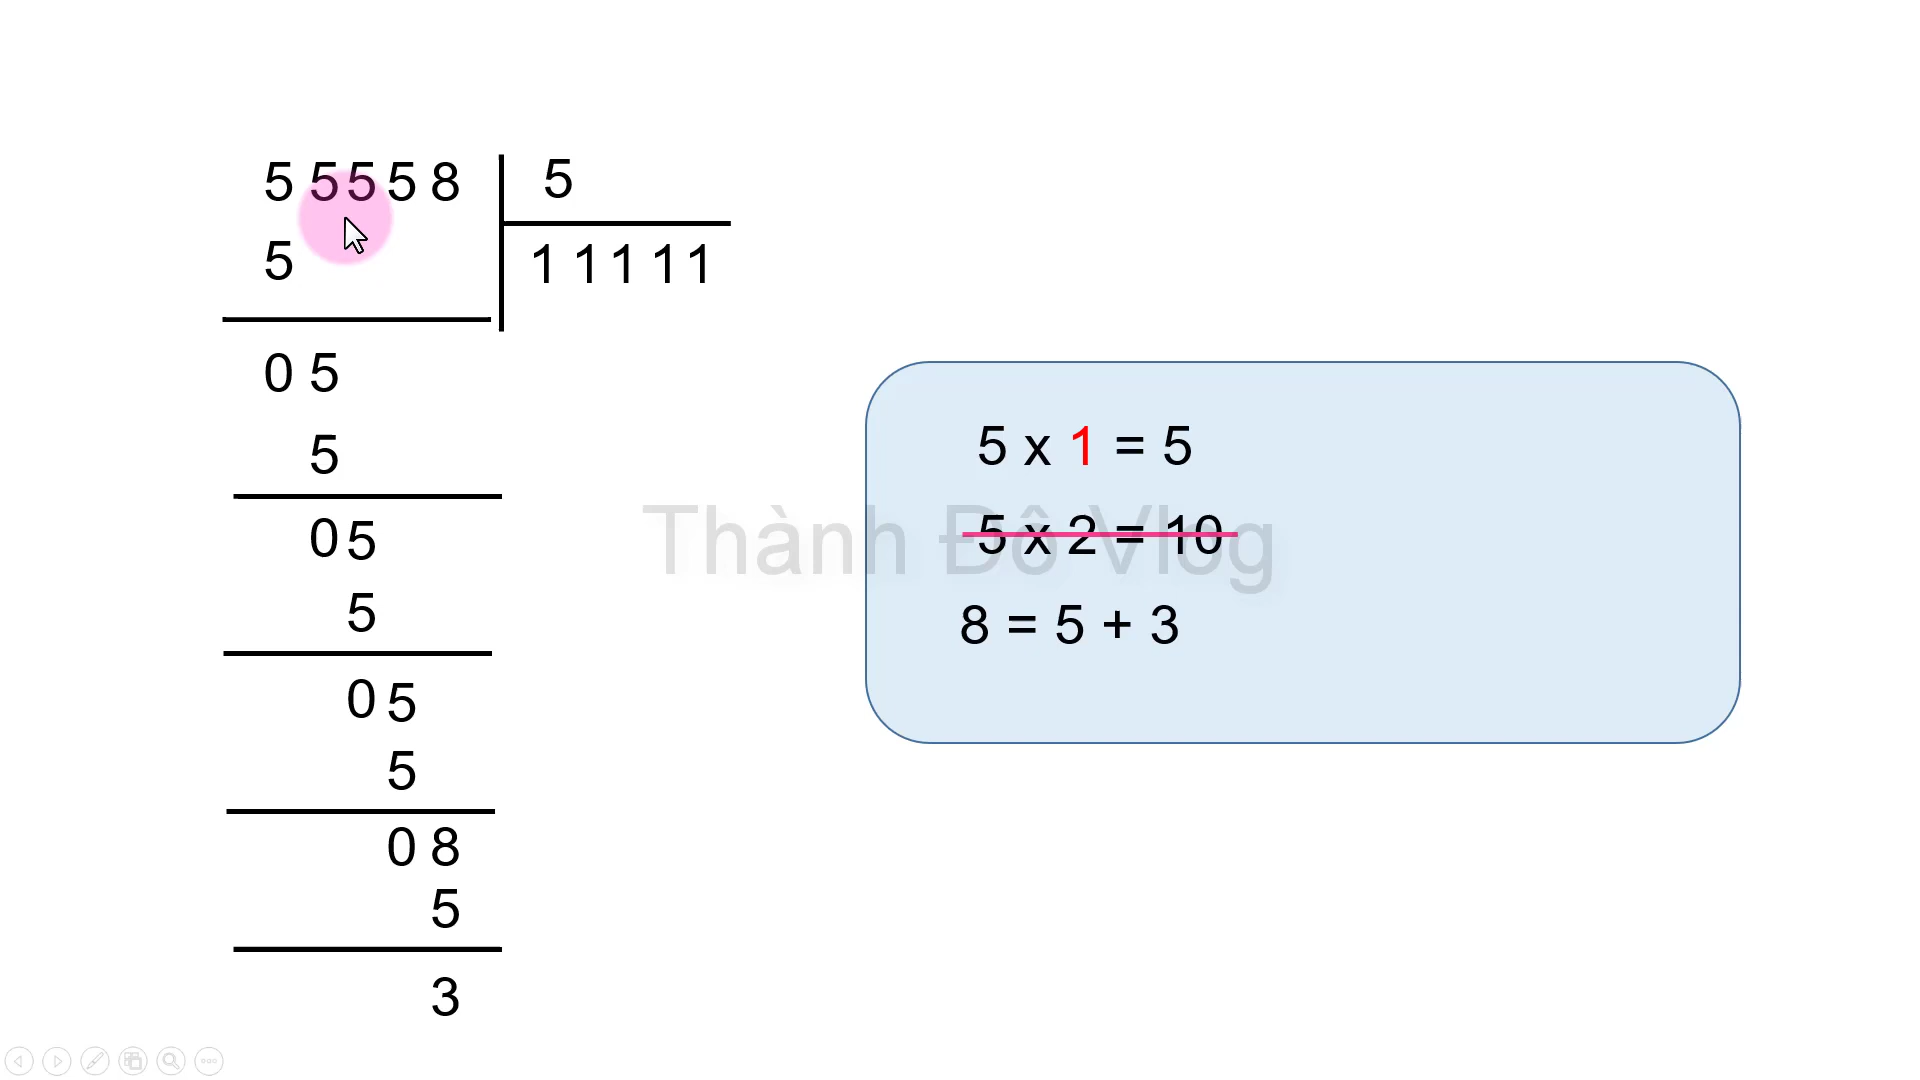 5 5 5 5 8 5
5 1 1 1 1 1
0 5
5
0 5
5
0 5
5
0 8
5
3
5 x 1 = 5
5 x 2 = 10
8 = 5 + 3
Thành Đô Vlog